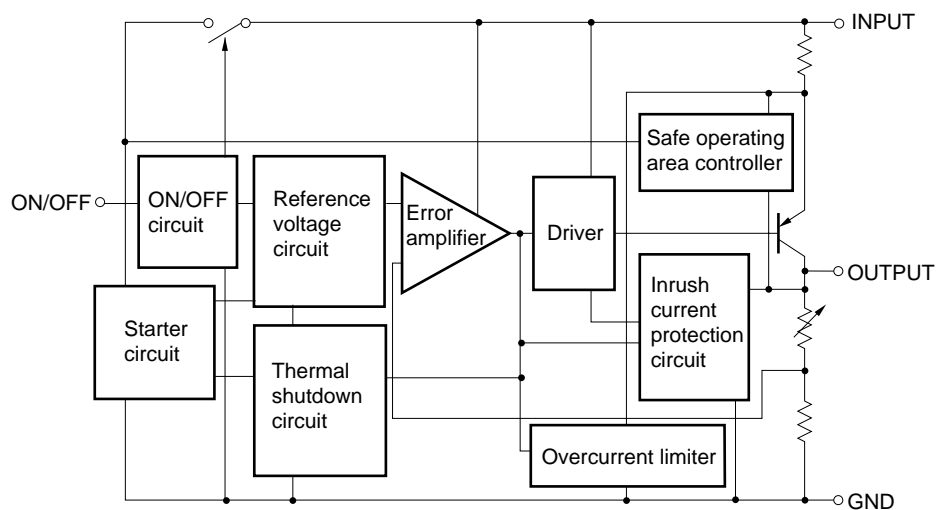 INPUT
Safe operating
area controller
ON/OFF
ON/OFF
circuit
Reference
voltage
circuit
Error
amplifier
Driver
OUTPUT
Inrush
current
protection
circuit
Starter
circuit
Thermal
shutdown
circuit
Overcurrent limiter
GND